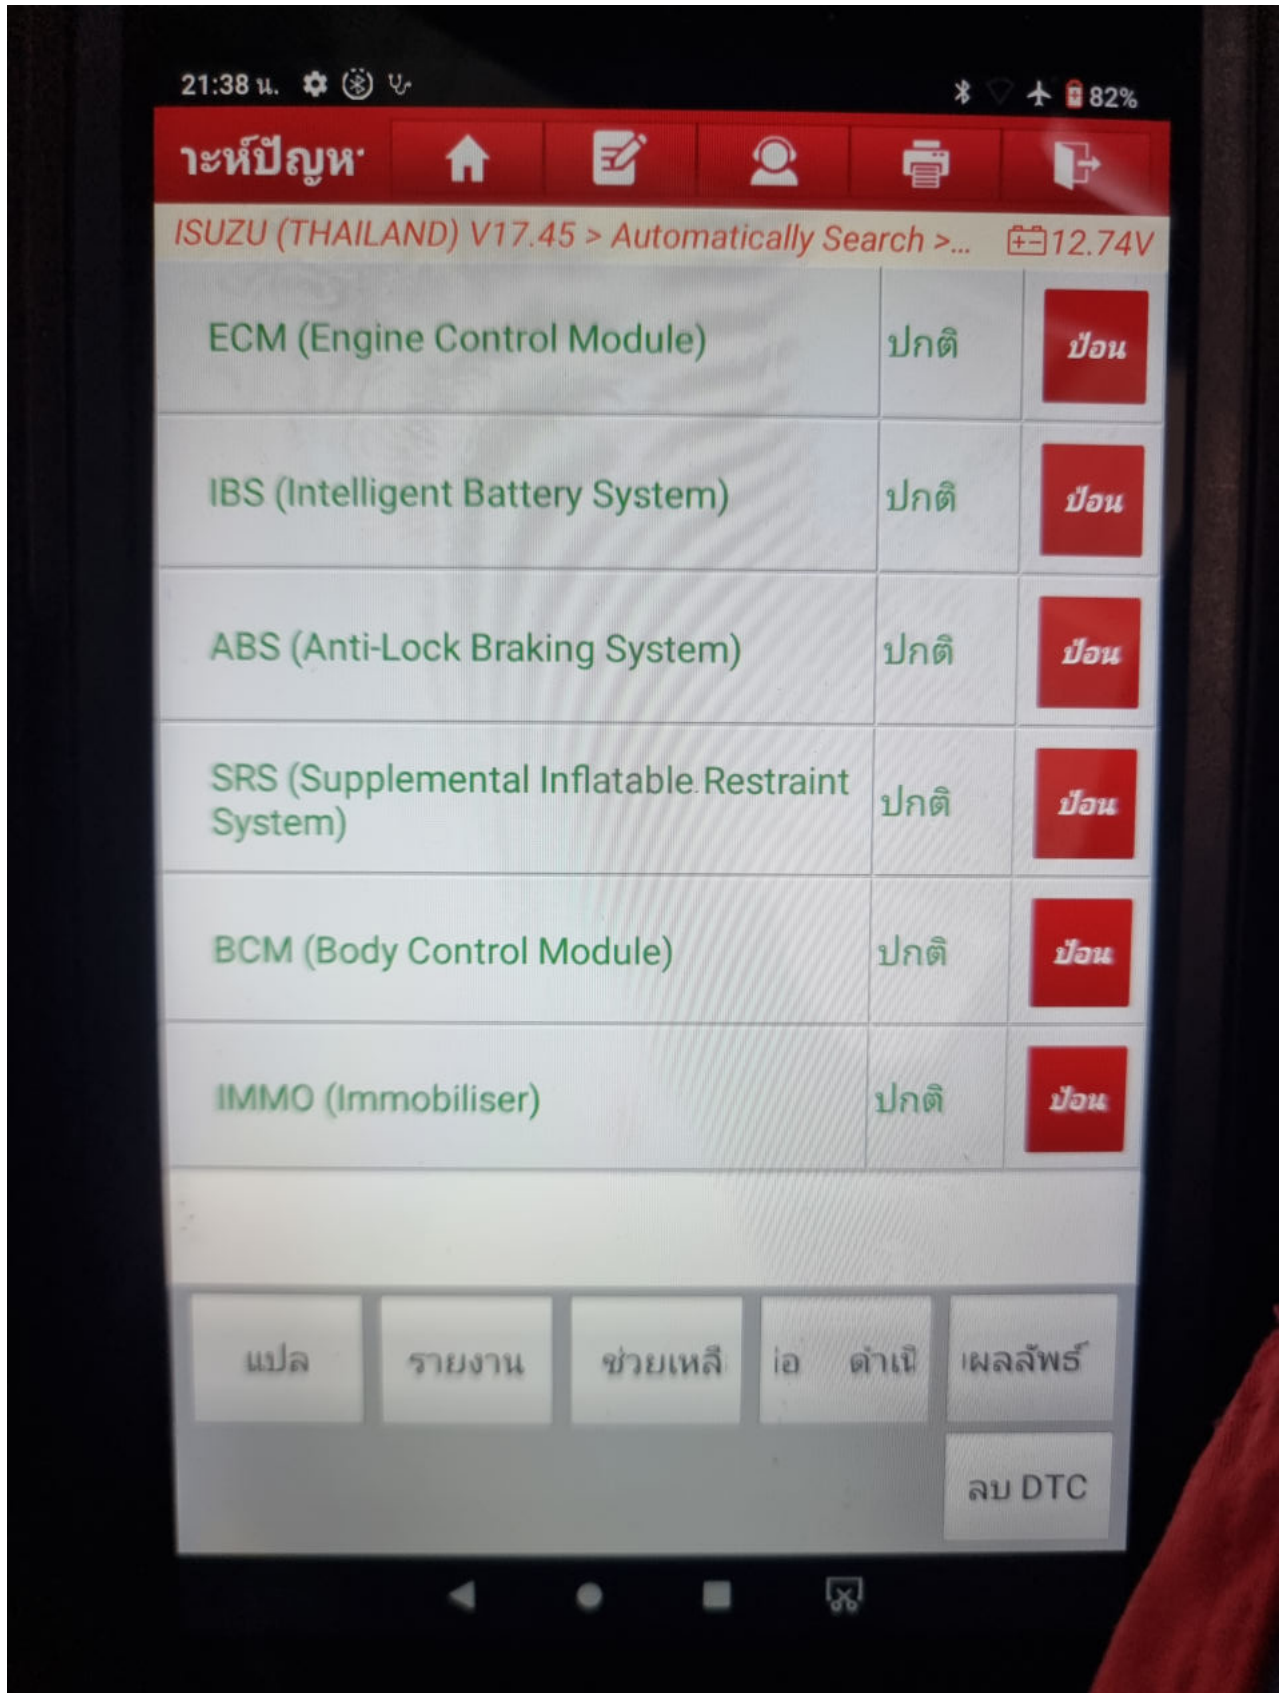 21:38 น.
82%
าะห์ปัญห
ISUZU (THAILAND) V17.45 > Automatically Search >...
12.74V
ECM (Engine Control Module)
ปกติ
ป้อน
IBS (Intelligent Battery System)
ปกติ
ป้อน
ABS (Anti-Lock Braking System)
ปกติ
ป้อน
SRS (Supplemental Inflatable Restraint
System)
ปกติ
ป้อน
BCM (Body Control Module)
ปกติ
ป้อน
IMMO (Immobiliser)
ปกติ
ป้อน
แปล
รายงาน
ช่วยเหลื
่อ ดำเนิ
ผลลัพธ์
ลบ DTC